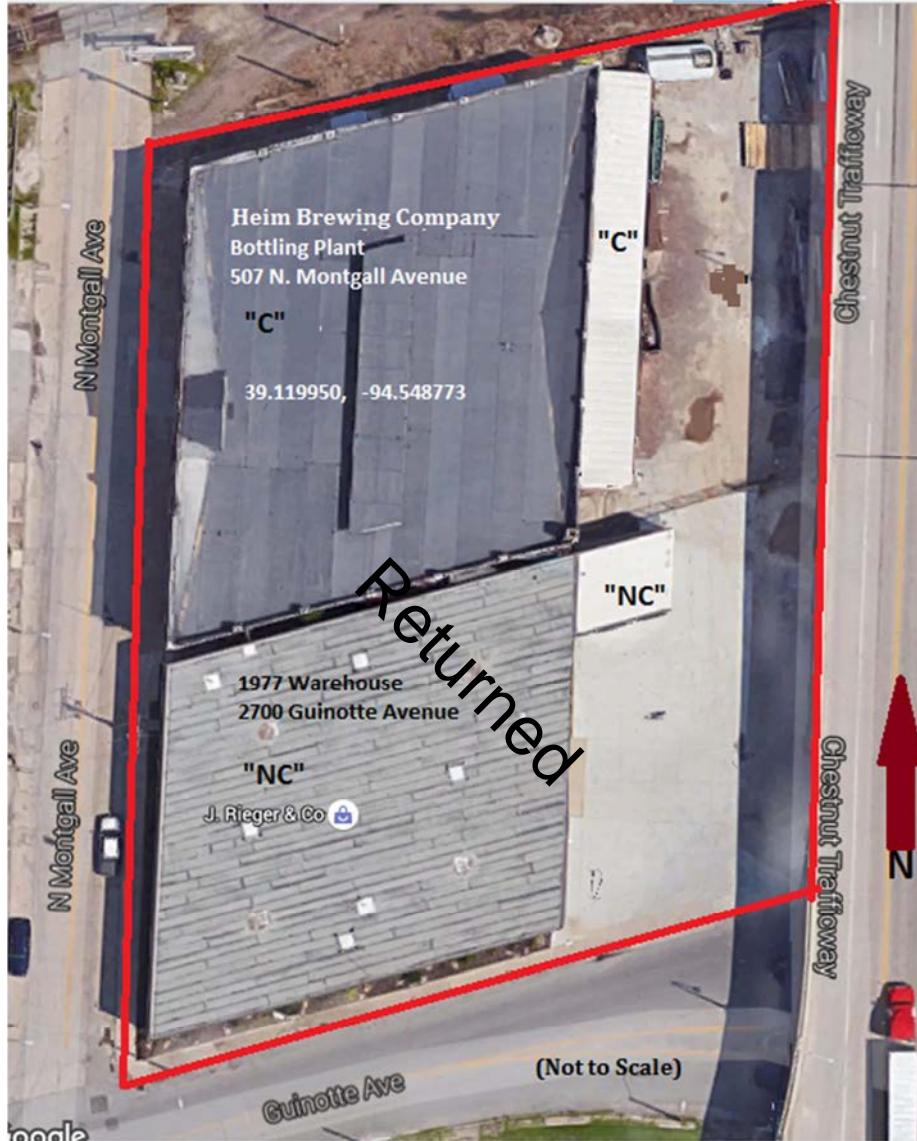 Chestnut Trafficway
N Montgall Ave
Heim Brewing Company
Bottling Plant
507 N. Montgall Avenue
"C"
"C"
39.119950, -94.548773
"NC"
Returned
1977 Warehouse
2700 Guinotte Avenue
"NC"
J. Rieger & Co
N Montgall Ave
Chestnut Trafficway
N
(Not to Scale)
Guinotte Ave